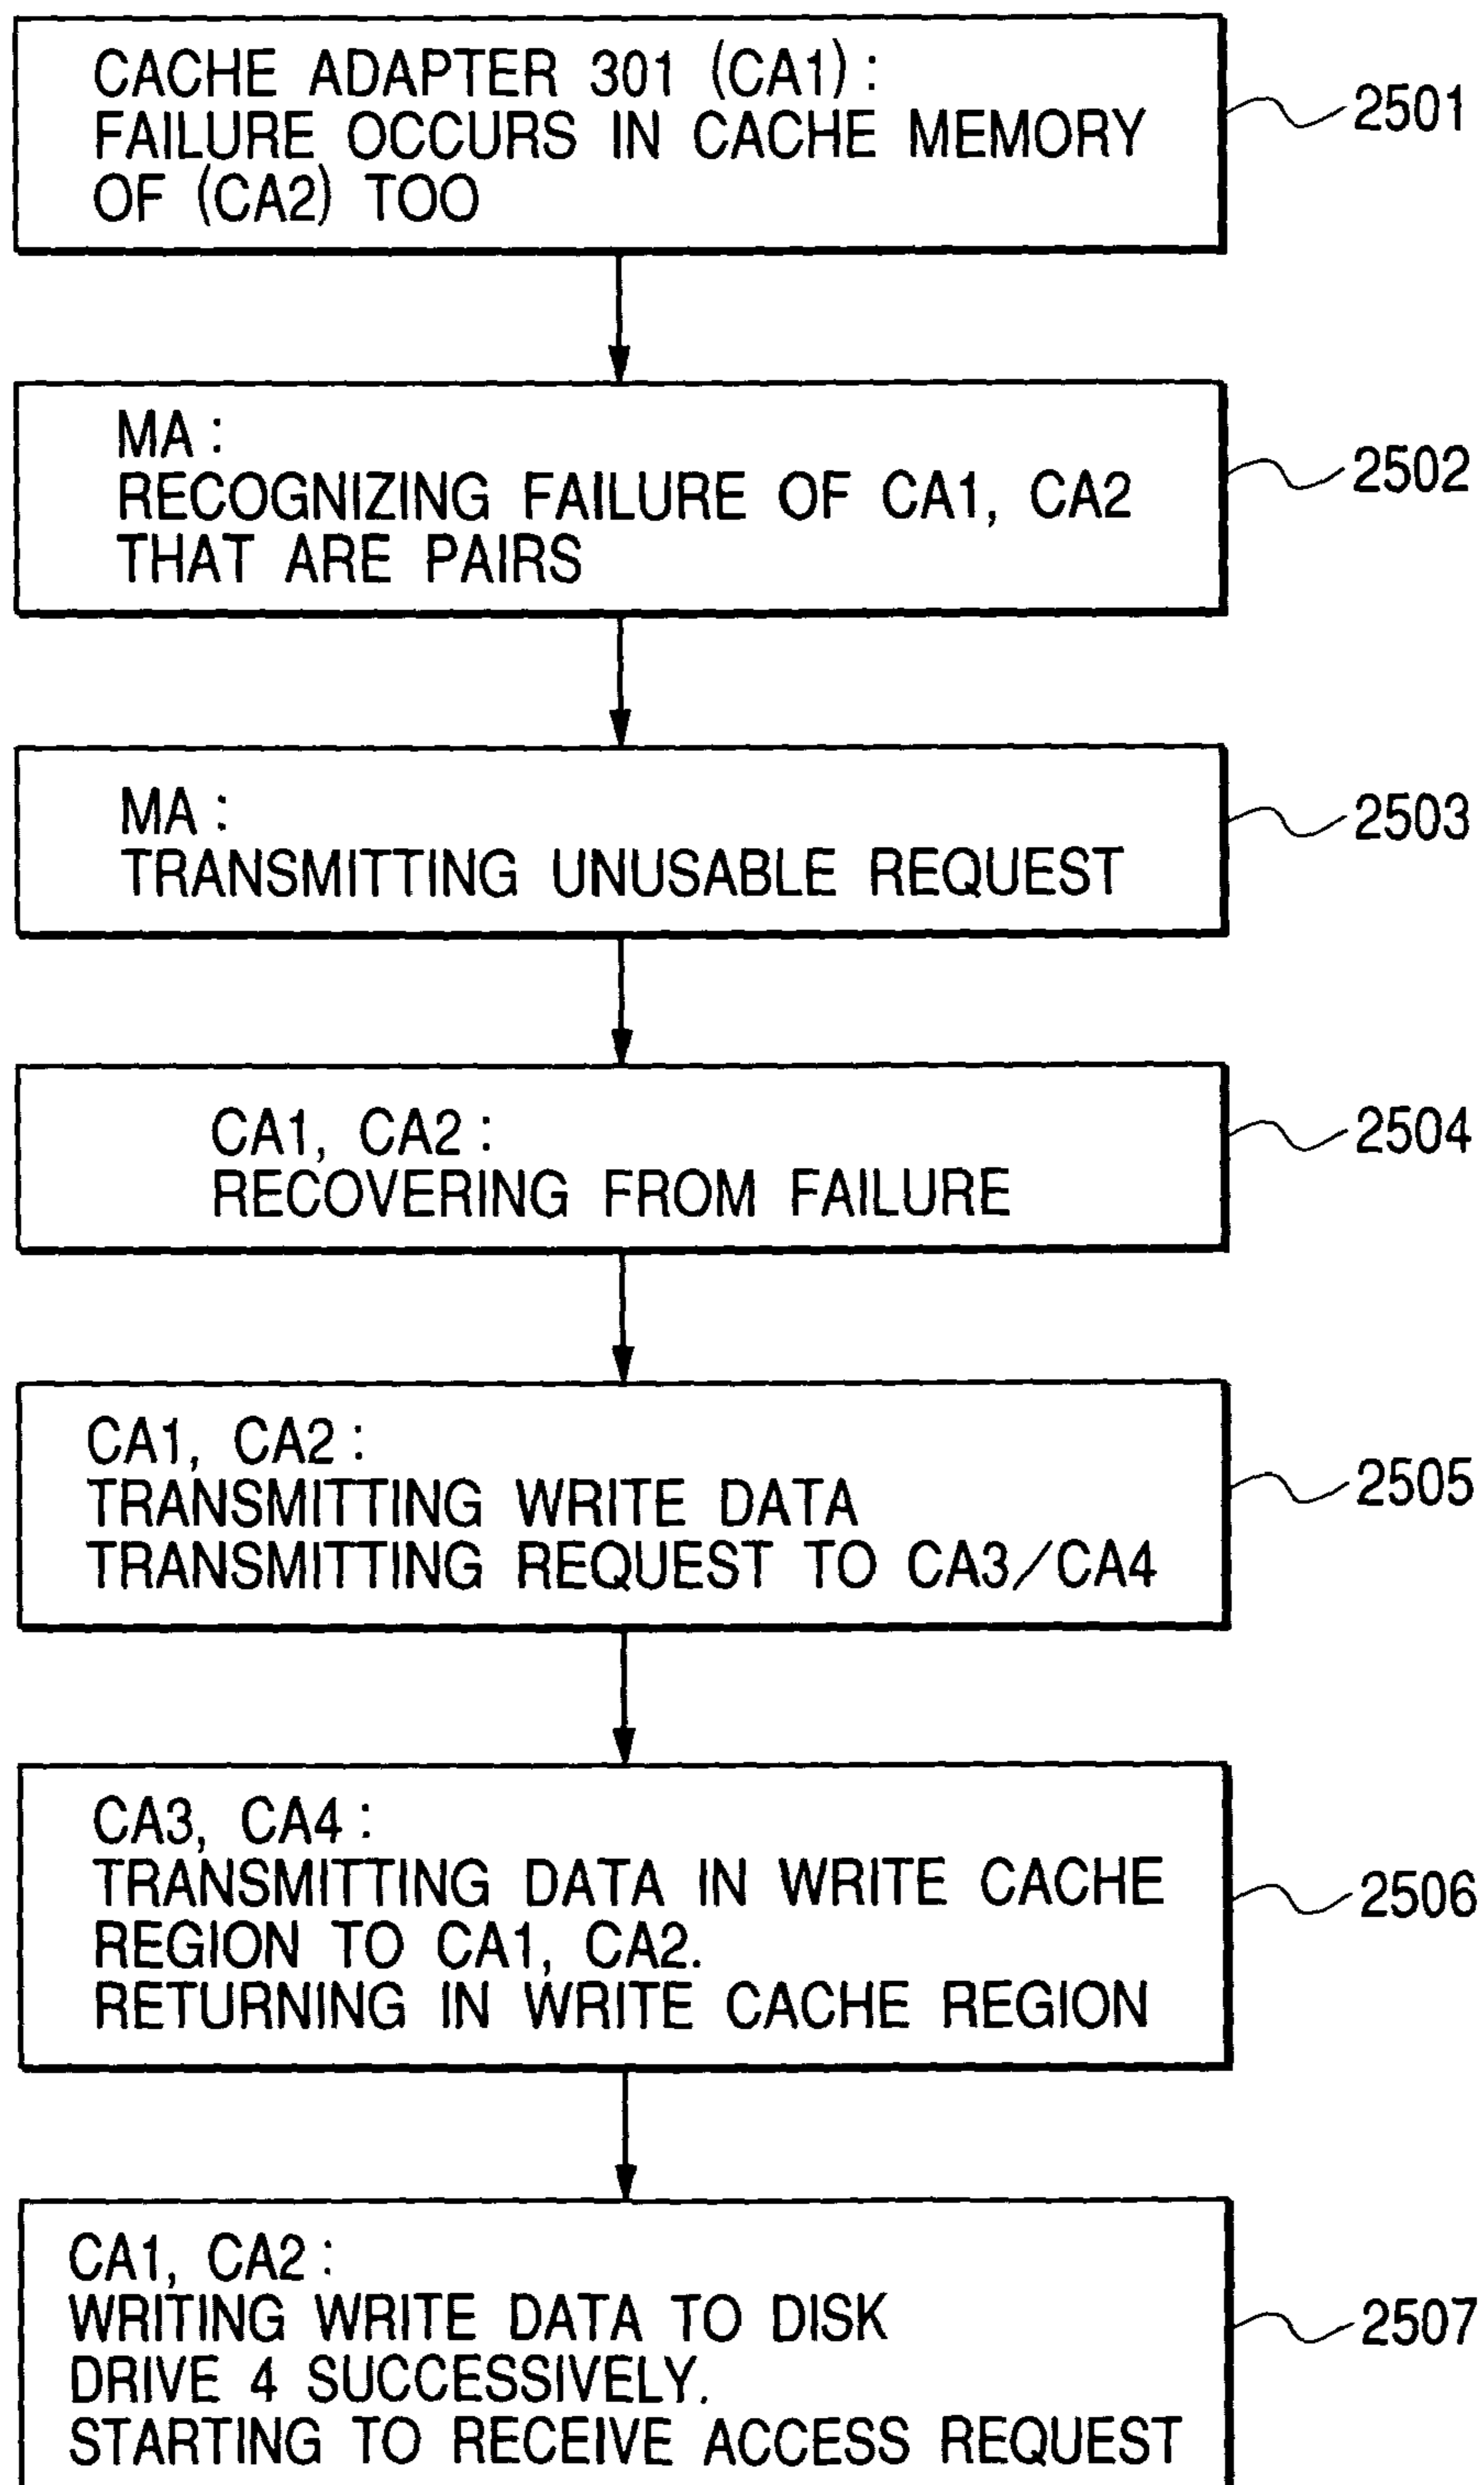 CACHE ADAPTER 301 (CA1) :
FAILURE OCCURS IN CACHE MEMORY
OF (CA2) TOO
2501
MA :
RECOGNIZING FAILURE OF CA1, CA2
THAT ARE PAIRS
2502
MA :
TRANSMITTING UNUSABLE REQUEST
2503
CA1, CA2 :
RECOVERING FROM FAILURE
2504
CA1, CA2 :
TRANSMITTING WRITE DATA
TRANSMITTING REQUEST TO CA3/CA4
2505
CA3, CA4 :
TRANSMITTING DATA IN WRITE CACHE
REGION TO CA1, CA2.
RETURNING IN WRITE CACHE REGION
2506
CA1, CA2 :
WRITING WRITE DATA TO DISK
DRIVE 4 SUCCESSIVELY.
STARTING TO RECEIVE ACCESS REQUEST
2507